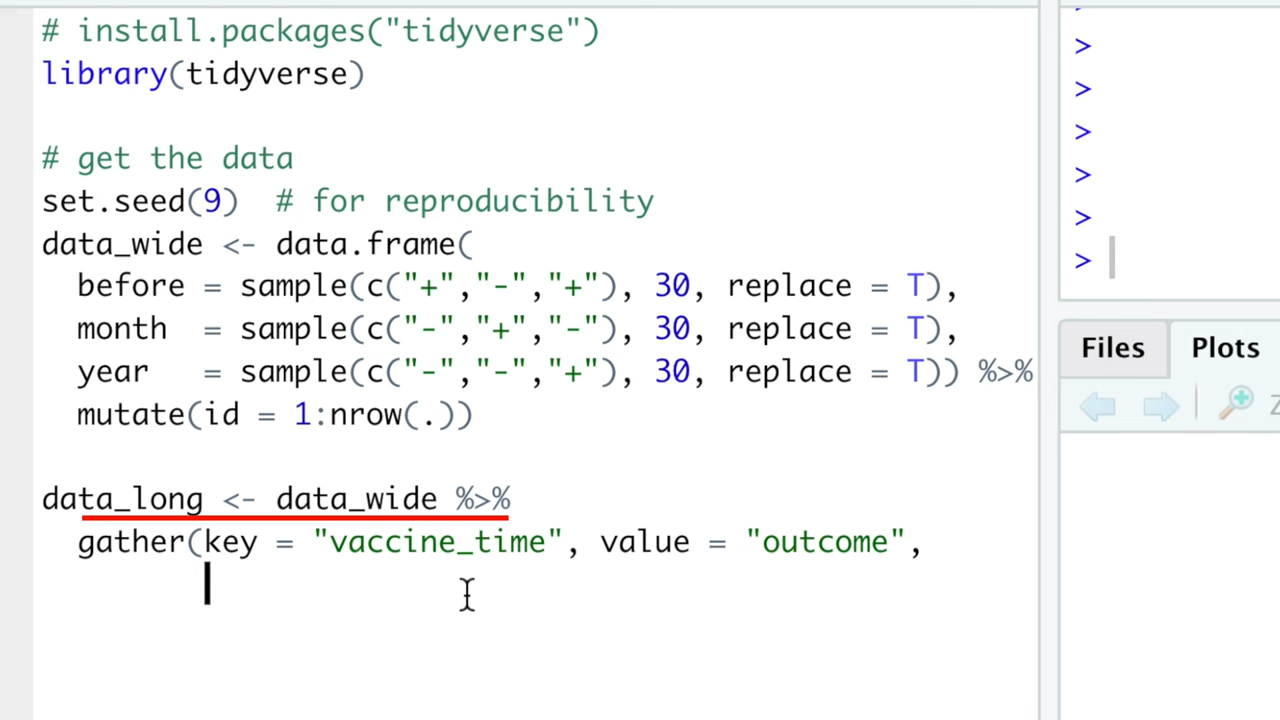 # install.packages("tidyverse")
library(tidyverse)
# get the data
set.seed(9)  # for reproducibility
data_wide <- data.frame(
  before = sample(c("+","-","+"), 30, replace = T),
  month  = sample(c("-","+","-"), 30, replace = T),
  year   = sample(c("-","-","+"), 30, replace = T)) %>%
  mutate(id = 1:nrow(.))
data_long <- data_wide %>%
  gather(key = "vaccine_time", value = "outcome",
>
>
>
>
>
>
Files Plots